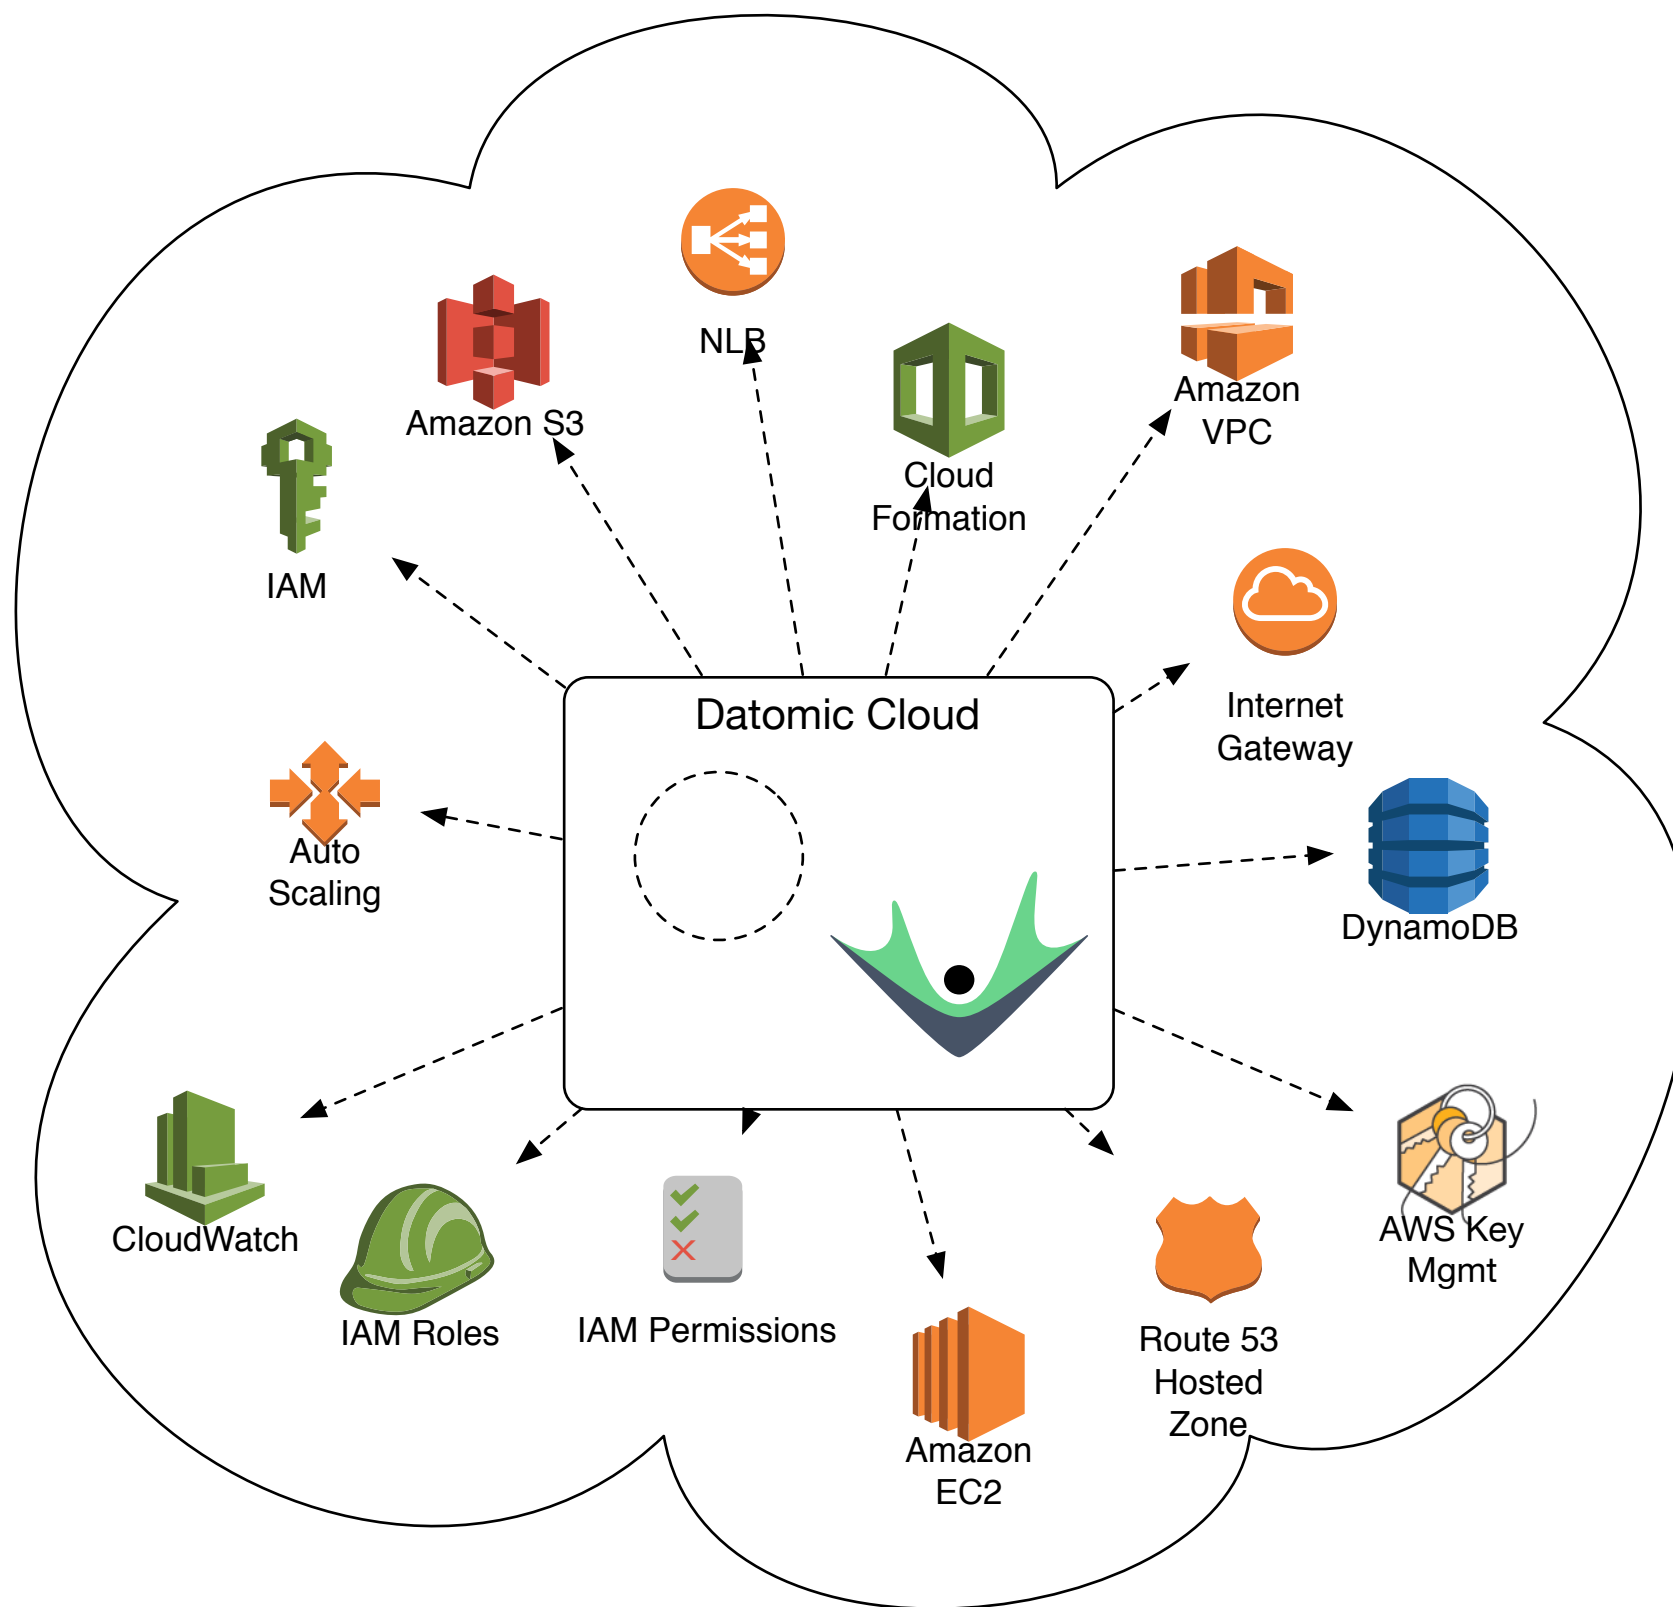 NLB
Amazon
VPC
Amazon S3
Cloud
Formation
IAM
Internet
Gateway
Datomic Cloud
Auto
Scaling
DynamoDB
CloudWatch
AWS Key
Mgmt
IAM Roles
IAM Permissions
Route 53
Hosted
Zone
Amazon
EC2